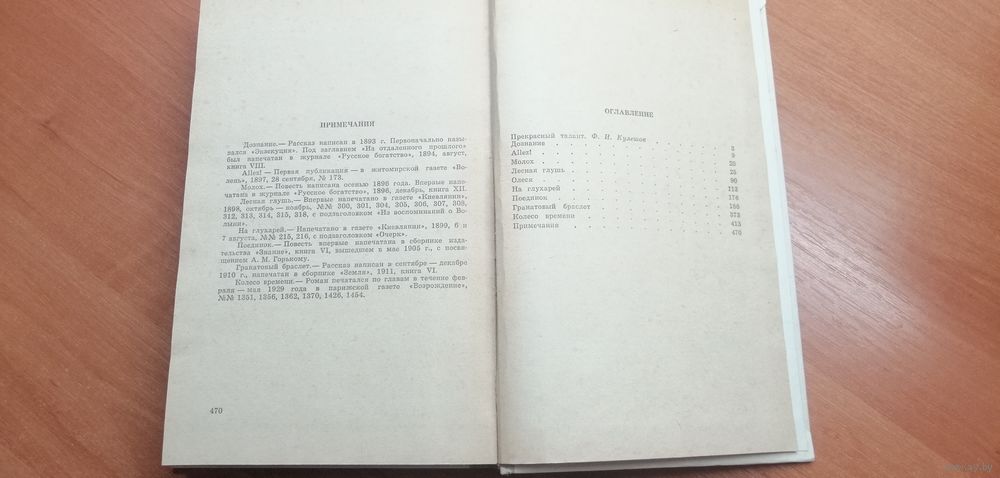 ПРИМЕЧАНИЯ
Дознание.— Рассказ написан в 1893 г. Первоначально назы-
вался «Экзекуция». Под заглавием «Из отдаленного прошлого»
был напечатан в журнале «Русское богатство», 1894, август,
книга VIII.
Allez! — Первая публикация — в житомирской газете «Во-
лынь», 1897, 28 сентября, № 173.
Молох.— Повесть написана осенью 1896 года. Впервые напе-
чатана в журнале «Русское богатство», 1896, декабрь, книга XII.
Лесная глушь.— Впервые напечатано в газете «Киевлянин»,
1898, октябрь — ноябрь, №№ 300, 301, 304, 305, 306, 307, 308,
312, 313, 314, 315, 318, с подзаголовком «Из воспоминаний о Во-
лыни».
На глухарей.— Напечатано в газете «Киевлянин», 1899, 6 и
7 августа, №№ 215, 216, с подзаголовком «Очерк».
Поединок.— Повесть впервые напечатана в сборнике изда-
тельства «Знание», книга VI, вышедшем в мае 1905 г., с посвя-
щением А. М. Горькому.
Гранатовый браслет.— Рассказ написан в сентябре — декабре
1910 г., напечатан в сборнике «Земля», 1911, книга VI.
Колесо времени.— Роман печатался по главам в течение фев-
раля — мая 1929 года в парижской газете «Возрождение»,
№№ 1351, 1356, 1362, 1370, 1426, 1454.
470
ОГЛАВЛЕНИЕ
Прекрасный талант. Ф. И. Кулешов . . 3
Дознание . . . . . . . . 9
Allez! . . . . . . . . 20
Молох . . . . . . . . 25
Лесная глушь . . . . . . . 90
Олеся . . . . . . . . 113
На глухарей . . . . . . . 176
Поединок . . . . . . . . 186
Гранатовый браслет . . . . . . 373
Колесо времени . . . . . . . 413
Примечания . . . . . . . 470